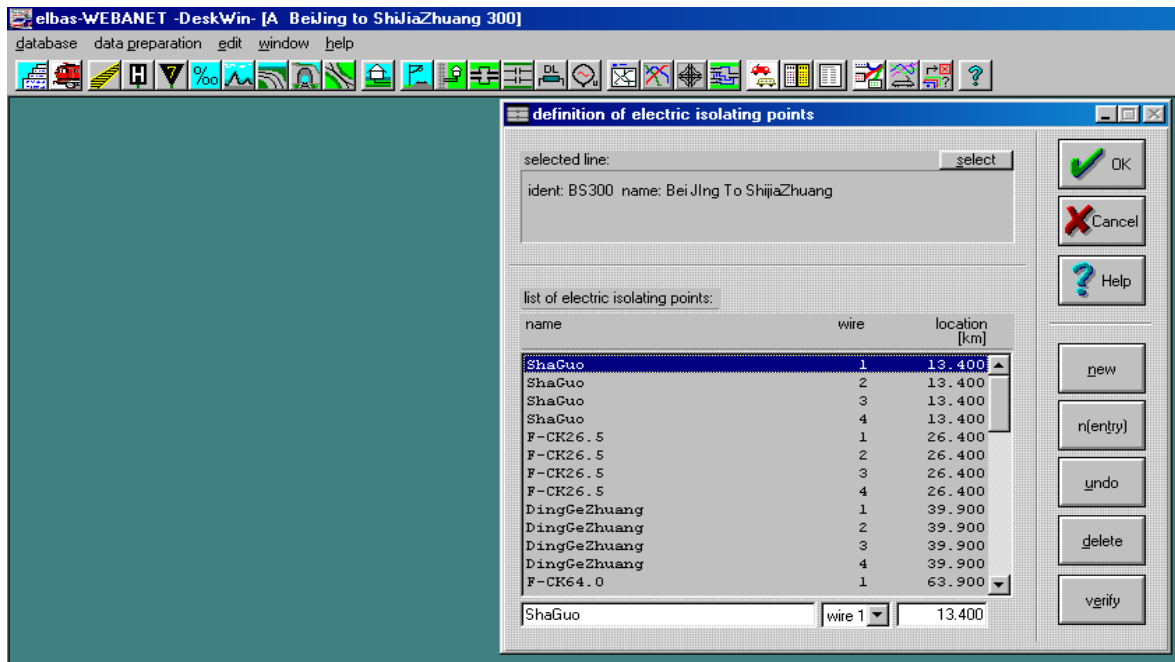 elbas-WEBANET -DeskWin- [A BeiJing to ShiJiaZhuang 300]
database data preparation edit window help
H 7 ‰ DL ?
definition of electric isolating points
selected line: select
ident: BS300 name: Bei JIng To ShijiaZhuang
OK
Cancel
Help
list of electric isolating points:
name wire location
[km]
ShaGuo 1 13.400
ShaGuo 2 13.400
ShaGuo 3 13.400
ShaGuo 4 13.400
F-CK26.5 1 26.400
F-CK26.5 2 26.400
F-CK26.5 3 26.400
F-CK26.5 4 26.400
DingGeZhuang 1 39.900
DingGeZhuang 2 39.900
DingGeZhuang 3 39.900
DingGeZhuang 4 39.900
F-CK64.0 1 63.900
ShaGuo wire 1 13.400
new
n(entry)
undo
delete
verify